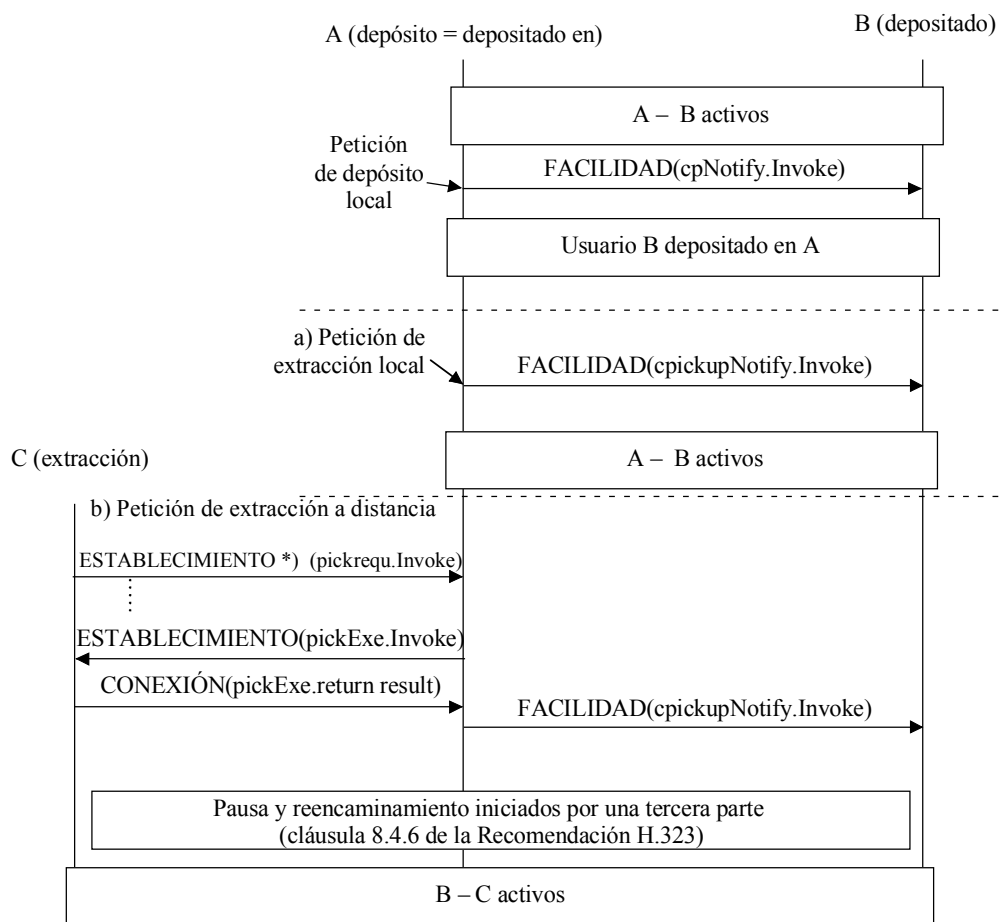 A (depósito = depositado en)
B (depositado)
A – B activos
Petición
de depósito
local
FACILIDAD(cpNotify.Invoke)
Usuario B depositado en A
a) Petición de
extracción local
FACILIDAD(cpickupNotify.Invoke)
C (extracción)
A – B activos
b) Petición de extracción a distancia
ESTABLECIMIENTO *) (pickrequ.Invoke)
ESTABLECIMIENTO(pickExe.Invoke)
CONEXIÓN(pickExe.return result)
FACILIDAD(cpickupNotify.Invoke)
Pausa y reencaminamiento iniciados por una tercera parte
(cláusula 8.4.6 de la Recomendación H.323)
B – C activos